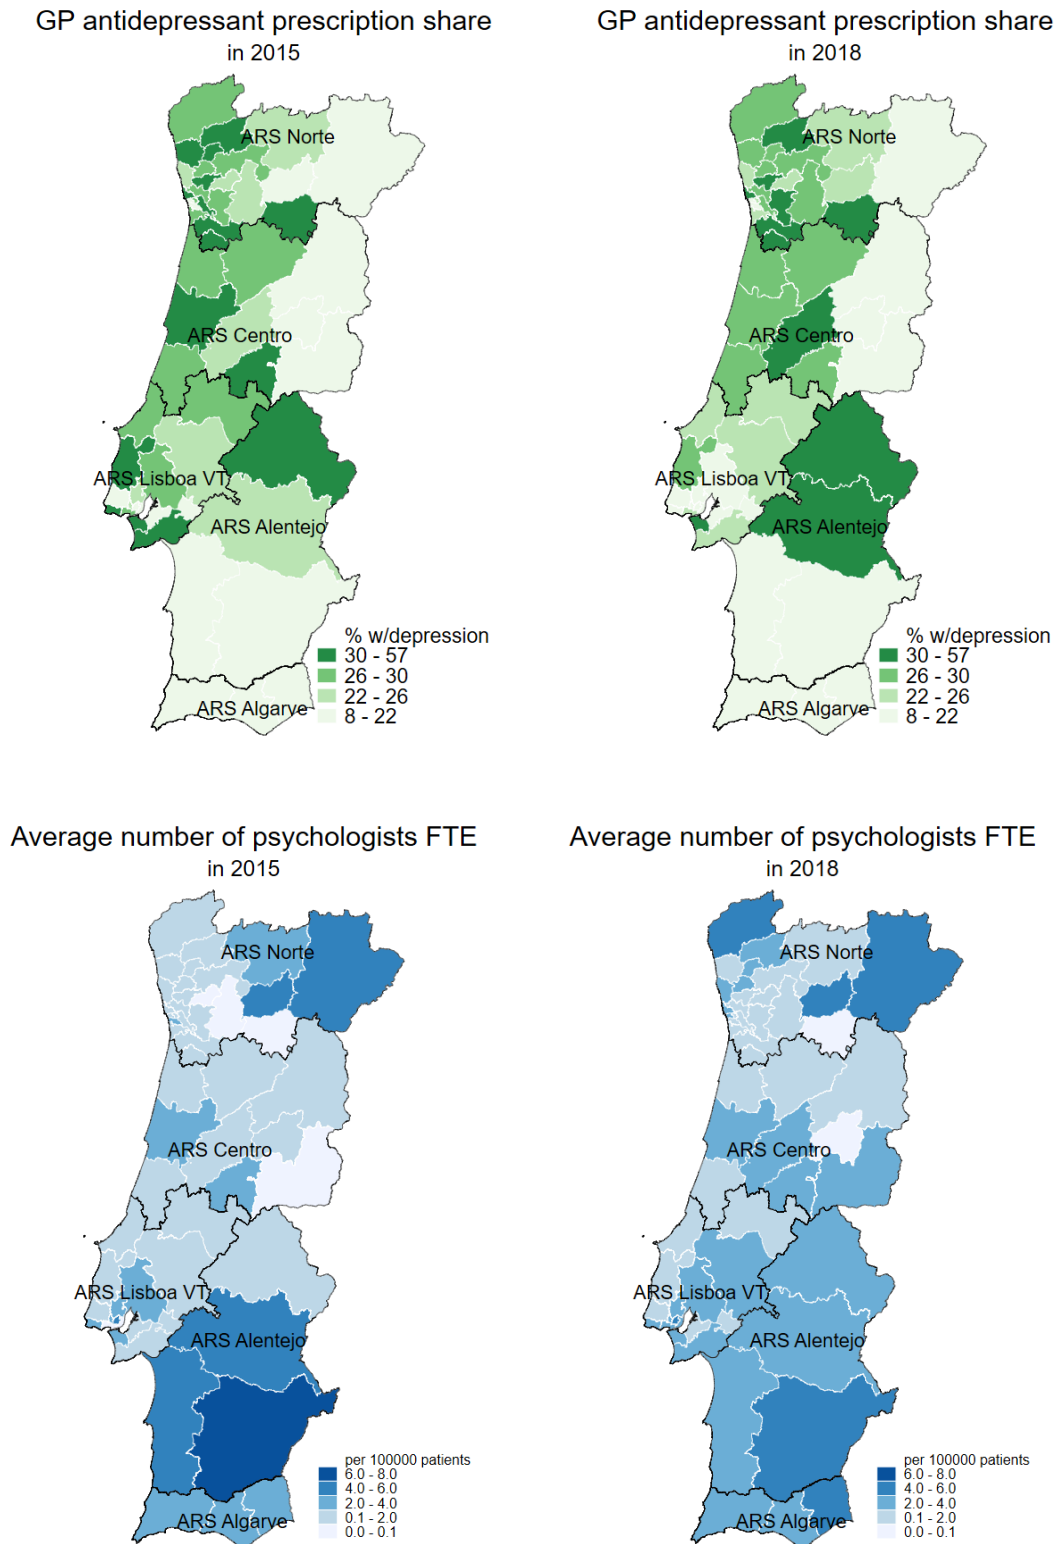 GP antidepressant prescription share
in 2015
ARS Norte
ARS Centro
ARS Lisboa VT
ARS Alentejo
ARS Algarve
% w/depression
30 - 57
26 - 30
22 - 26
8 - 22
GP antidepressant prescription share
in 2018
ARS Norte
ARS Centro
ARS Lisboa VT
ARS Alentejo
ARS Algarve
% w/depression
30 - 57
26 - 30
22 - 26
8 - 22
Average number of psychologists FTE
in 2015
ARS Norte
ARS Centro
ARS Lisboa VT
ARS Alentejo
ARS Algarve
per 100000 patients
6.0 - 8.0
4.0 - 6.0
2.0 - 4.0
0.1 - 2.0
0.0 - 0.1
Average number of psychologists FTE
in 2018
ARS Norte
ARS Centro
ARS Lisboa VT
ARS Alentejo
ARS Algarve
per 100000 patients
6.0 - 8.0
4.0 - 6.0
2.0 - 4.0
0.1 - 2.0
0.0 - 0.1